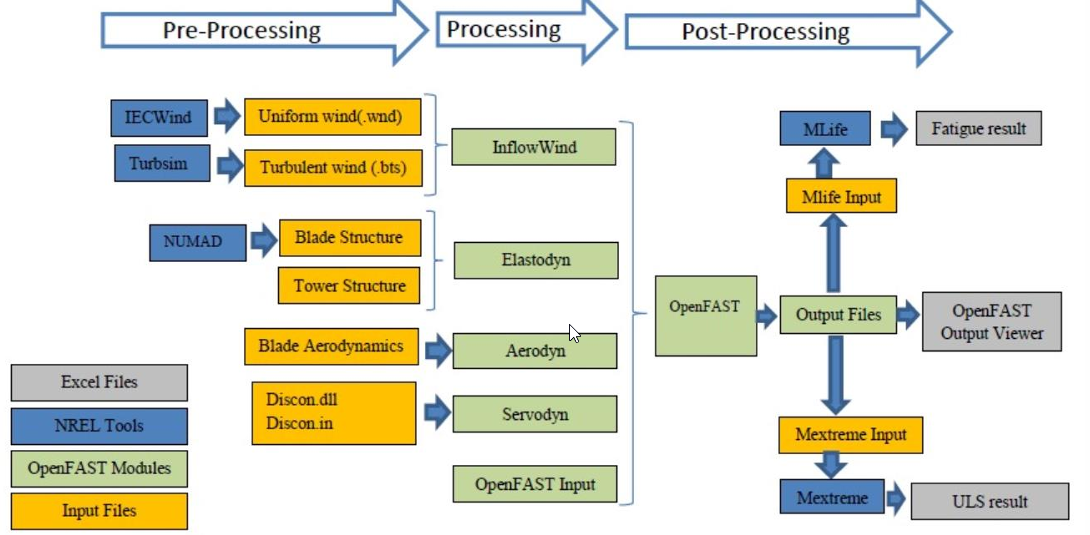 Pre-Processing
Processing
Post-Processing
IECWind
Uniform wind(.wnd)
Turbsim
Turbulent wind (.bts)
InflowWind
NUMAD
Blade Structure
Tower Structure
Elastodyn
Blade Aerodynamics
Aerodyn
Discon.dll
Discon.in
Servodyn
OpenFAST Input
OpenFAST
MLife
Fatigue result
Mlife Input
Output Files
OpenFAST
Output Viewer
Mextreme Input
Mextreme
ULS result
Excel Files
NREL Tools
OpenFAST Modules
Input Files